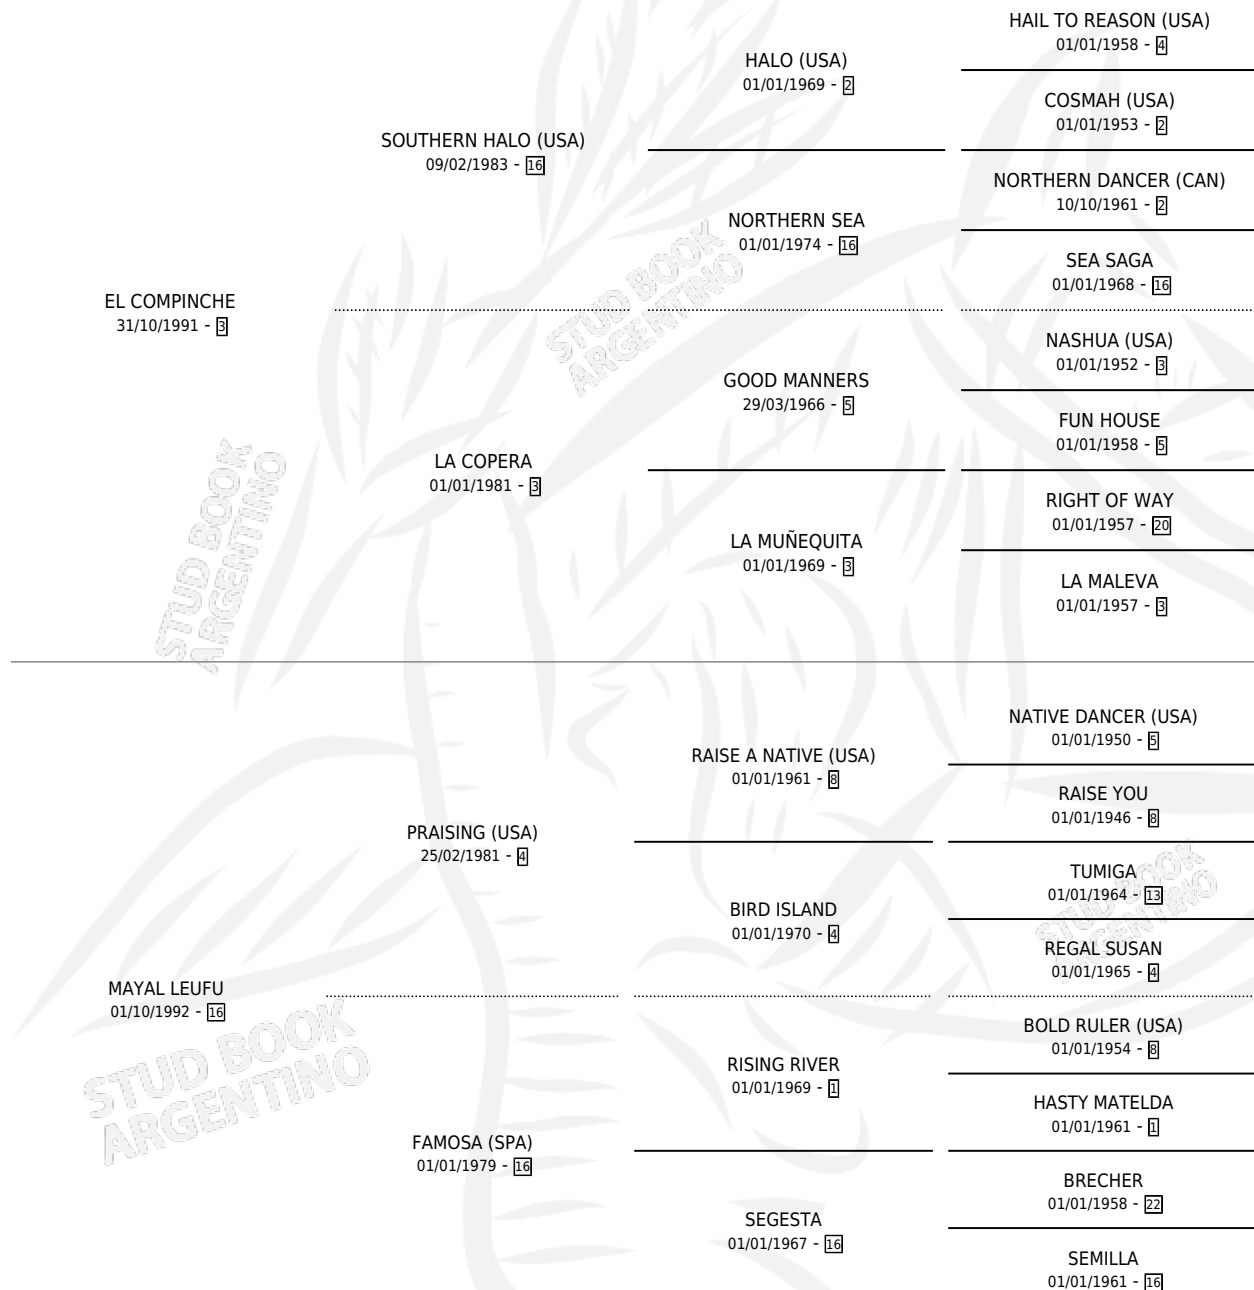 HAIL TO REASON (USA)
01/01/1958 - 4
HALO (USA)
01/01/1969 - 2
COSMAH (USA)
01/01/1953 - 2
SOUTHERN HALO (USA)
09/02/1983 - 16
NORTHERN DANCER (CAN)
10/10/1961 - 2
NORTHERN SEA
01/01/1974 - 16
SEA SAGA
01/01/1968 - 16
EL COMPINCHE
31/10/1991 - 3
STUD BOOK
ARGENTINO
NASHUA (USA)
01/01/1952 - 3
GOOD MANNERS
29/03/1966 - 5
FUN HOUSE
01/01/1958 - 5
LA COPERA
01/01/1981 - 3
RIGHT OF WAY
01/01/1957 - 20
LA MUÑEQUITA
01/01/1969 - 3
LA MALEVA
01/01/1957 - 3
STUD BOOK
ARGENTINO
NATIVE DANCER (USA)
01/01/1950 - 5
RAISE A NATIVE (USA)
01/01/1961 - 8
RAISE YOU
01/01/1946 - 8
PRAISING (USA)
25/02/1981 - 4
TUMIGA
01/01/1964 - 13
BIRD ISLAND
01/01/1970 - 4
STUD BOOK
ARGENTINO
REGAL SUSAN
01/01/1965 - 4
MAYAL LEUFU
01/10/1992 - 16
BOLD RULER (USA)
01/01/1954 - 8
RISING RIVER
01/01/1969 - 1
HASTY MATELDA
01/01/1961 - 1
STUD BOOK
ARGENTINO
FAMOSA (SPA)
01/01/1979 - 16
BRECHER
01/01/1958 - 22
SEGESTA
01/01/1967 - 16
SEMILLA
01/01/1961 - 16